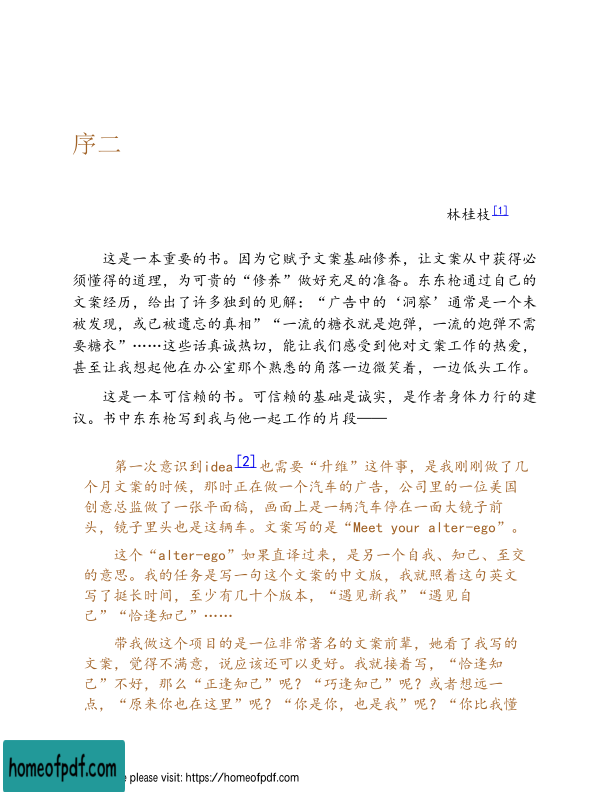 序二
林桂枝[1]
这是一本重要的书。因为它赋予文案基础修养，让文案从中获得必
须懂得的道理，为可贵的“修养”做好充足的准备。东东枪通过自己的
文案经历，给出了许多独到的见解：“广告中的‘洞察’通常是一个未
被发现，或已被遗忘的真相”“一流的糖衣就是炮弹，一流的炮弹不需
要糖衣”……这些话真诚热切，能让我们感受到他对文案工作的热爱，
甚至让我想起他在办公室那个熟悉的角落一边微笑着，一边低头工作。
这是一本可信赖的书。可信赖的基础是诚实，是作者身体力行的建
议。书中东东枪写到我与他一起工作的片段——
第一次意识到idea[2]也需要“升维”这件事，是我刚刚做了几
个月文案的时候，那时正在做一个汽车的广告，公司里的一位美国
创意总监做了一张平面稿，画面上是一辆汽车停在一面大镜子前
头，镜子里头也是这辆车。文案写的是“Meet your alter-ego”。
这个“alter-ego”如果直译过来，是另一个自我、知己、至交
的意思。我的任务是写一句这个文案的中文版，我就照着这句英文
写了挺长时间，至少有几十个版本，“遇见新我”“遇见自
己”“恰逢知己”……
带我做这个项目的是一位非常著名的文案前辈，她看了我写的
文案，觉得不满意，说应该还可以更好。我就接着写，“恰逢知
己”不好，那么“正逢知己”呢？“巧逢知己”呢？或者想远一
点，“原来你也在这里”呢？“你是你，也是我”呢？“你比我懂
homeofpdf.com
e please visit: https://homeofpdf.com